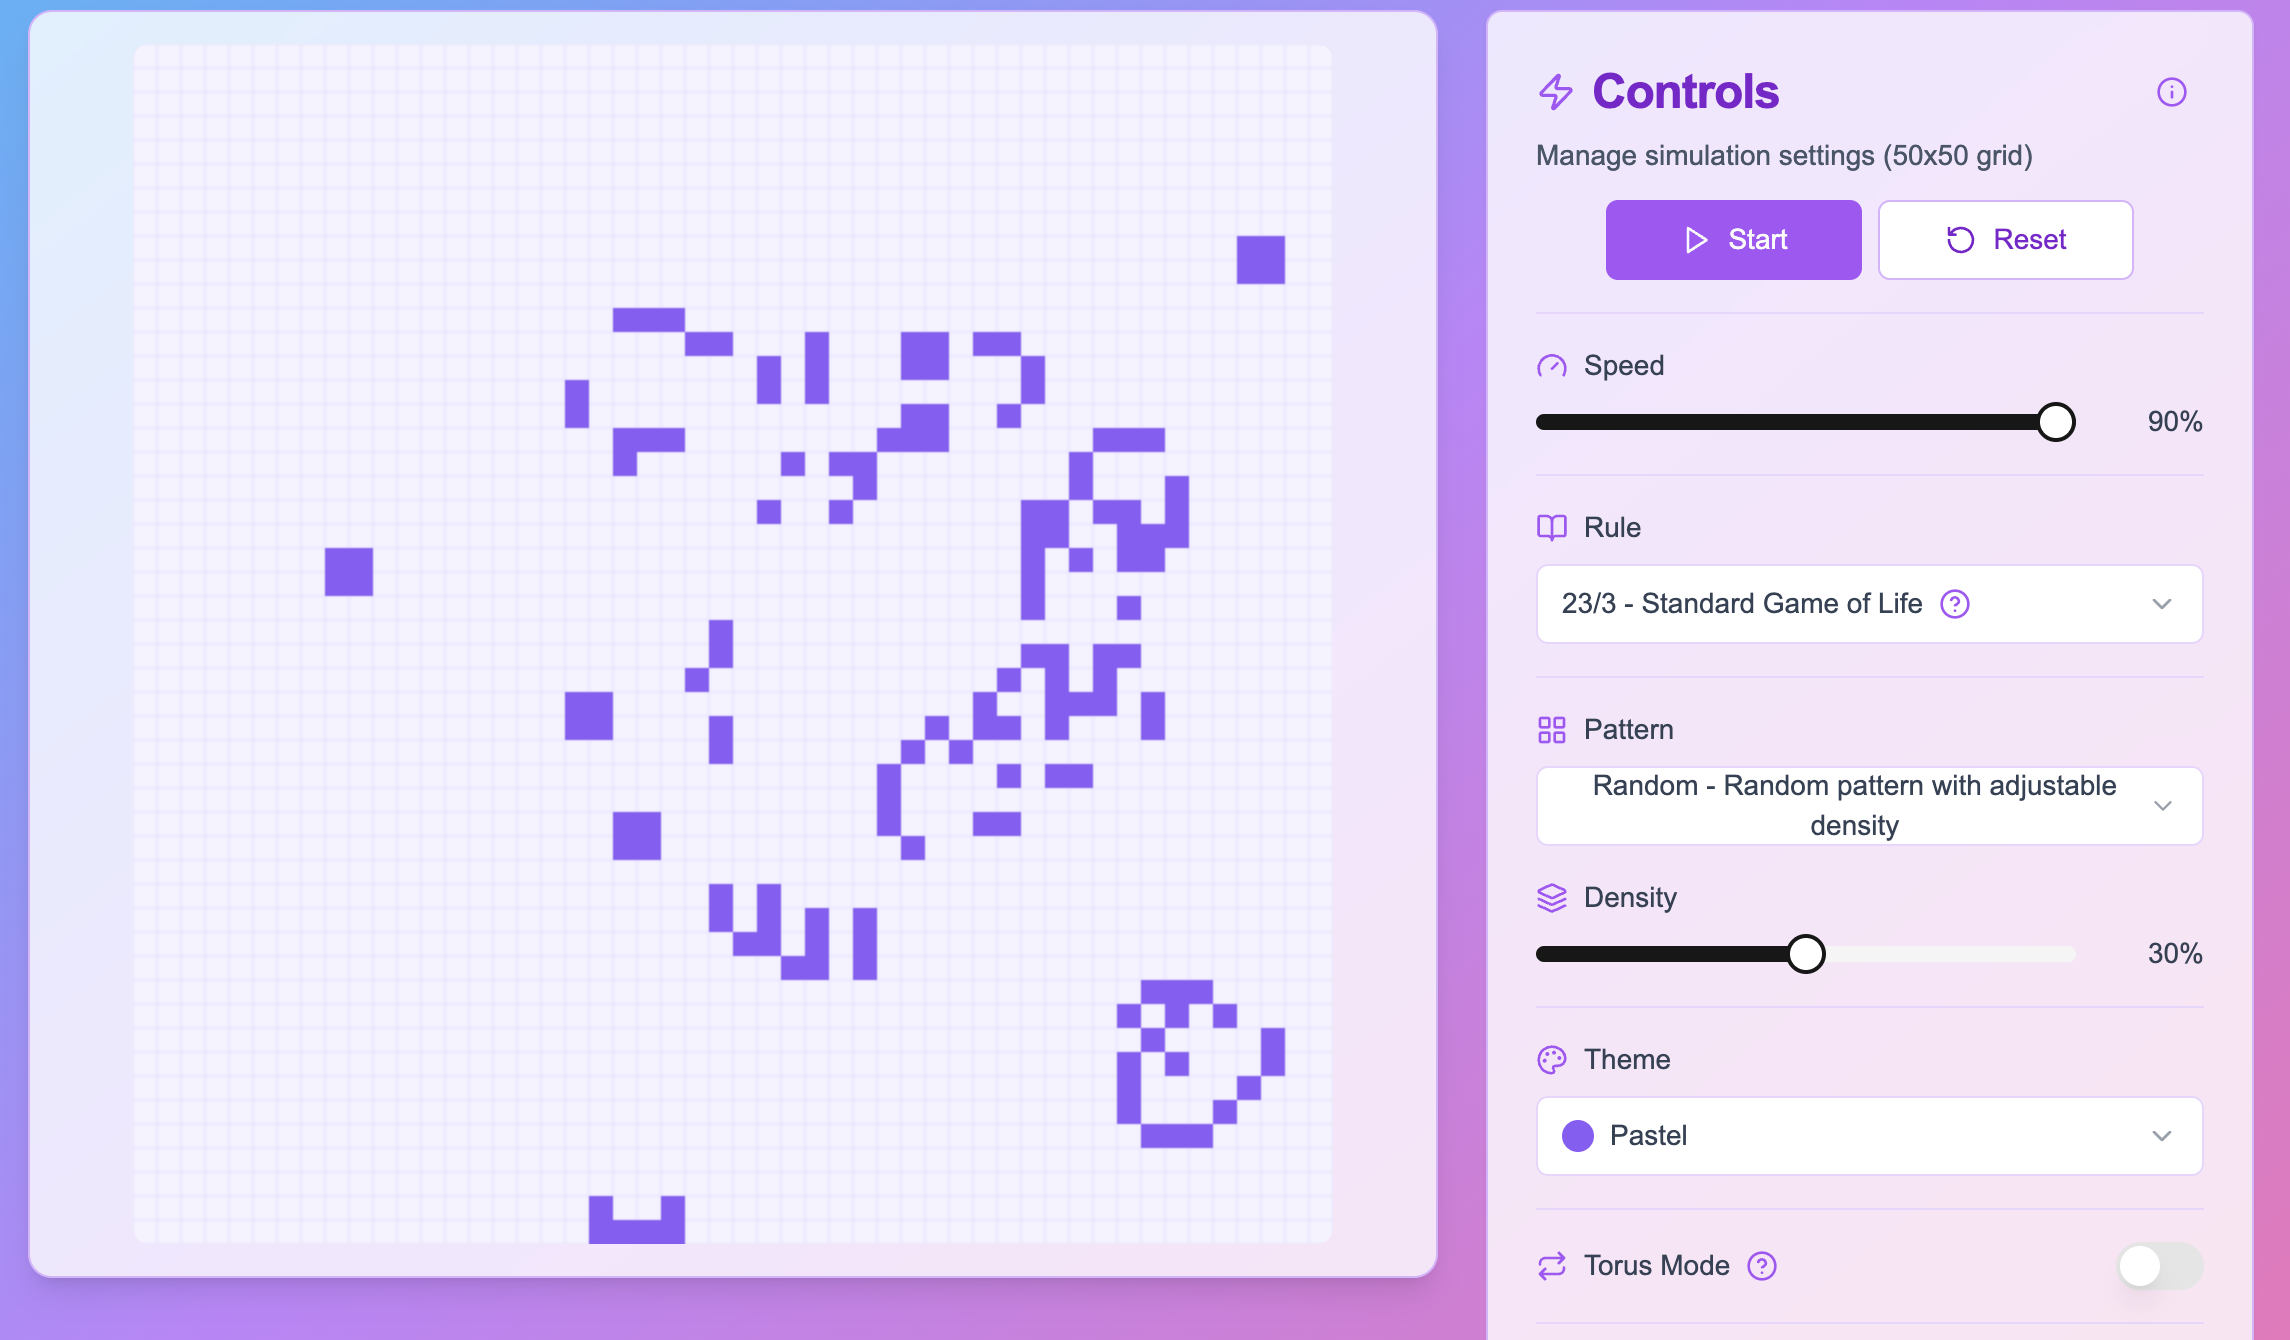 Controls
Manage simulation settings (50x50 grid)
Start
Reset
Speed
90%
Rule
23/3 - Standard Game of Life
Pattern
Random - Random pattern with adjustable
density
Density
30%
Theme
Pastel
Torus Mode